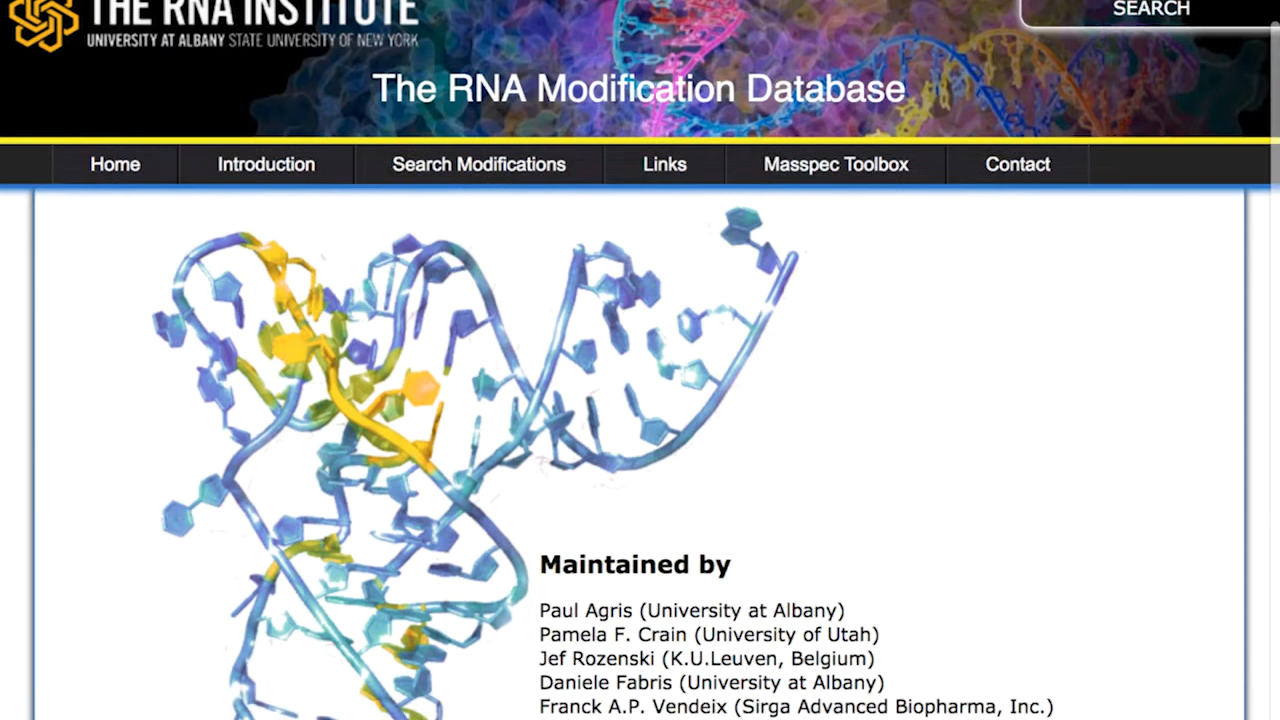 THE RNA INSTITUTE
UNIVERSITY AT ALBANY STATE UNIVERSITY OF NEW YORK
SEARCH
The RNA Modification Database
Home Introduction Search Modifications Links Masspec Toolbox Contact
Maintained by
Paul Agris (University at Albany)
Pamela F. Crain (University of Utah)
Jef Rozenski (K.U.Leuven, Belgium)
Daniele Fabris (University at Albany)
Franck A.P. Vendeix (Sirga Advanced Biopharma, Inc.)